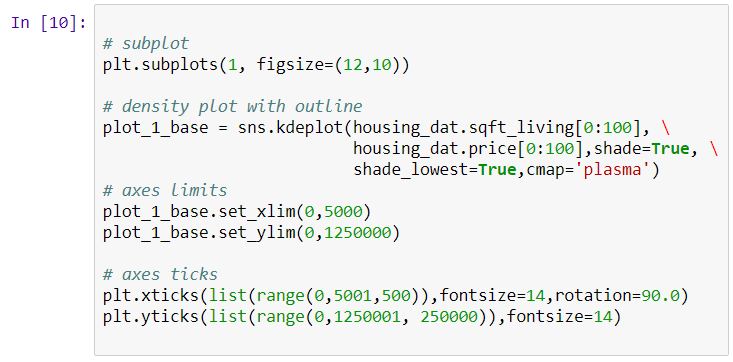 In [10]:
# subplot
plt.subplots(1, figsize=(12,10))
# density plot with outline
plot_1_base = sns.kdeplot(housing_dat.sqft_living[0:100], \
housing_dat.price[0:100],shade=True, \
shade_lowest=True,cmap='plasma')
# axes limits
plot_1_base.set_xlim(0,5000)
plot_1_base.set_ylim(0,1250000)
# axes ticks
plt.xticks(list(range(0,5001,500)),fontsize=14,rotation=90.0)
plt.yticks(list(range(0,1250001, 250000)),fontsize=14)